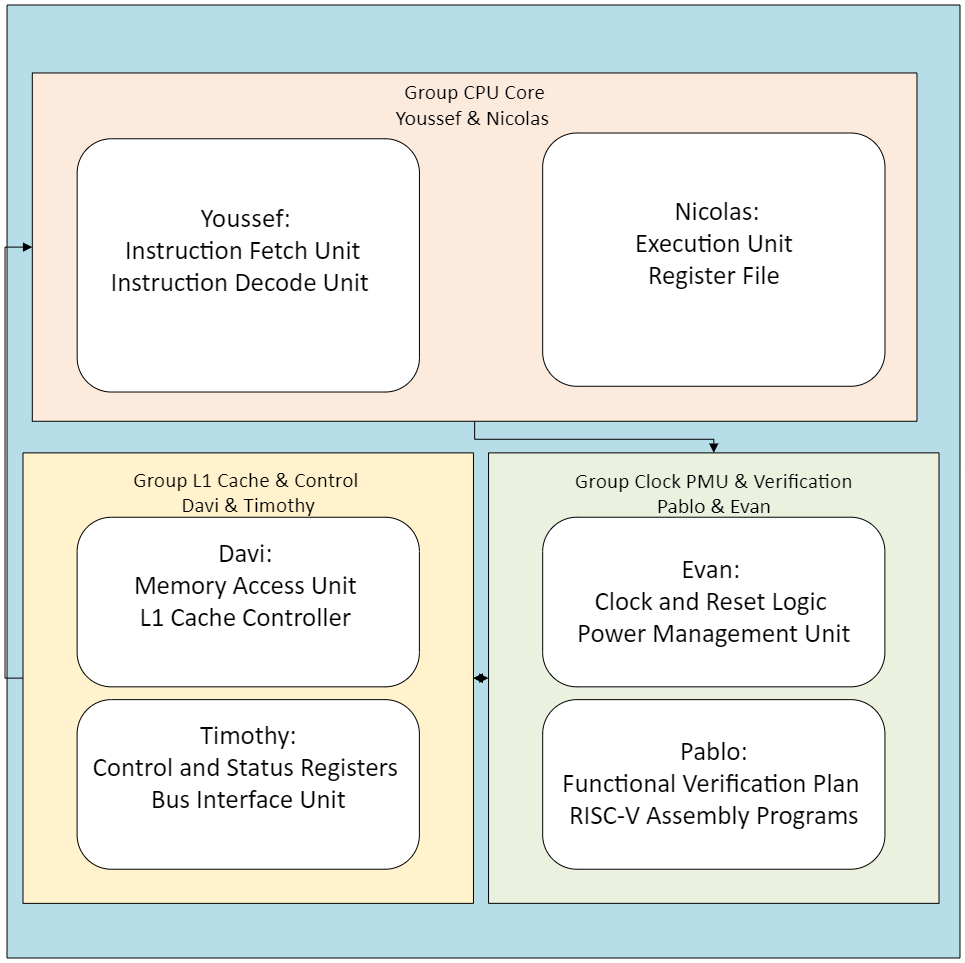 Group CPU Core
Youssef & Nicolas
Youssef:
Instruction Fetch Unit
Instruction Decode Unit
Nicolas:
Execution Unit
Register File
Group L1 Cache & Control
Davi & Timothy
Davi:
Memory Access Unit
L1 Cache Controller
Timothy:
Control and Status Registers
Bus Interface Unit
Group Clock PMU & Verification
Pablo & Evan
Evan:
Clock and Reset Logic
Power Management Unit
Pablo:
Functional Verification Plan
RISC-V Assembly Programs